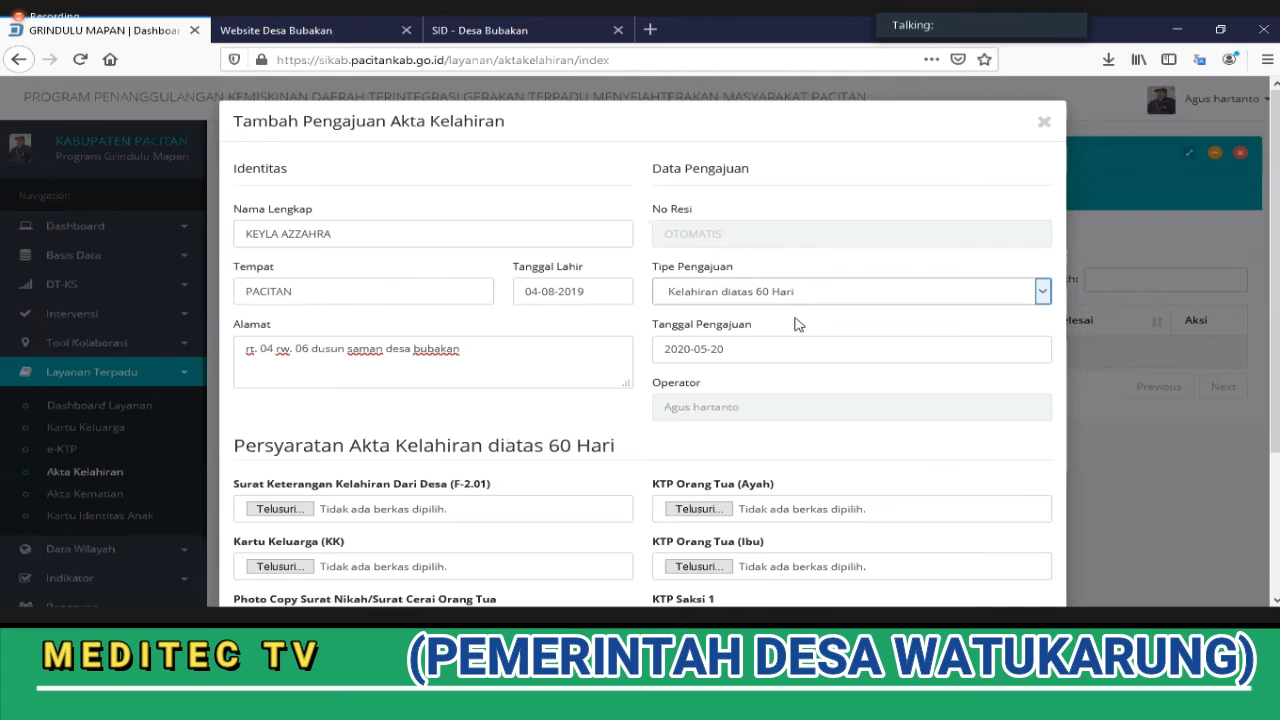 Recording
GRINDULU MAPAN | Dashboar
Website Desa Bubakan
SID - Desa Bubakan
Talking:
https://sikab.pacitankab.go.id/layanan/aktakelahiran/index
PROGRAM PENANGGULANGAN KEMISKINAN DAERAH TERINTEGRASI GERAKAN TERPADU MENYEJAHTERAKAN MASYARAKAT PACITAN
Agus hartanto
KABUPATEN PACITAN
Program Grindulu Mapan
Navigation
Dashboard
Basis Data
DT-KS
Intervensi
Tool Kolaborasi
Layanan Terpadu
Dashboard Layanan
Kartu Keluarga
e-KTP
Akta Kelahiran
Akta Kematian
Kartu Identitas Anak
Data Wilayah
Indikator
Tambah Pengajuan Akta Kelahiran
Identitas
Data Pengajuan
Nama Lengkap
No Resi
KEYLA AZZAHRA
OTOMATIS
Tempat
Tanggal Lahir
Tipe Pengajuan
PACITAN
04-08-2019
Kelahiran diatas 60 Hari
Alamat
Tanggal Pengajuan
rt. 04 rw. 06 dusun saman desa bubakan
2020-05-20
Operator
Agus hartanto
Persyaratan Akta Kelahiran diatas 60 Hari
Surat Keterangan Kelahiran Dari Desa (F-2.01)
KTP Orang Tua (Ayah)
Telusuri... Tidak ada berkas dipilih.
Telusuri... Tidak ada berkas dipilih.
Kartu Keluarga (KK)
KTP Orang Tua (Ibu)
Telusuri... Tidak ada berkas dipilih.
Telusuri... Tidak ada berkas dipilih.
Photo Copy Surat Nikah/Surat Cerai Orang Tua
KTP Saksi 1
elesai
Aksi
Previous
Next
MEDITEC TV
(PEMERINTAH DESA WATUKARUNG)